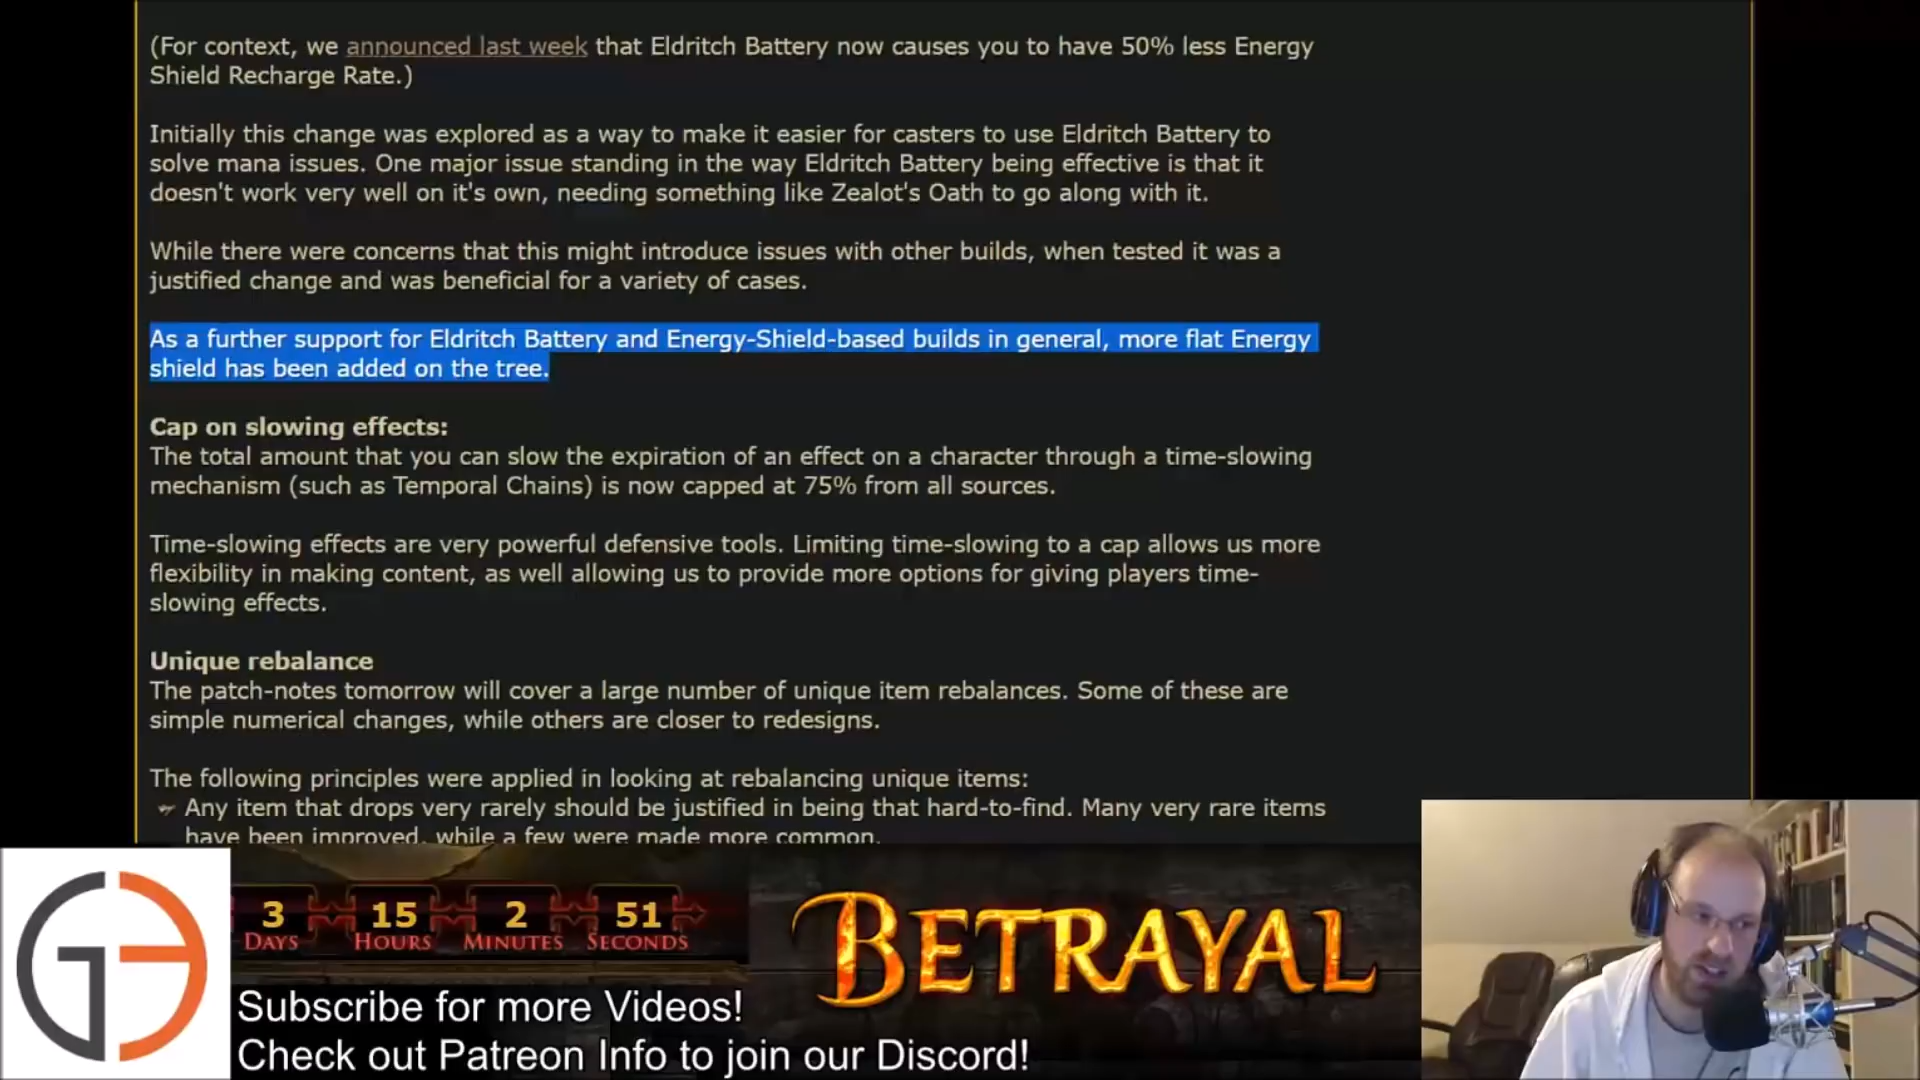 (For context, we announced last week that Eldritch Battery now causes you to have 50% less Energy
Shield Recharge Rate.)
Initially this change was explored as a way to make it easier for casters to use Eldritch Battery to
solve mana issues. One major issue standing in the way Eldritch Battery being effective is that it
doesn't work very well on it's own, needing something like Zealot's Oath to go along with it.
While there were concerns that this might introduce issues with other builds, when tested it was a
justified change and was beneficial for a variety of cases.
As a further support for Eldritch Battery and Energy-Shield-based builds in general, more flat Energy
shield has been added on the tree.
Cap on slowing effects:
The total amount that you can slow the expiration of an effect on a character through a time-slowing
mechanism (such as Temporal Chains) is now capped at 75% from all sources.
Time-slowing effects are very powerful defensive tools. Limiting time-slowing to a cap allows us more
flexibility in making content, as well allowing us to provide more options for giving players time-
slowing effects.
Unique rebalance
The patch-notes tomorrow will cover a large number of unique item rebalances. Some of these are
simple numerical changes, while others are closer to redesigns.
The following principles were applied in looking at rebalancing unique items:
Any item that drops very rarely should be justified in being that hard-to-find. Many very rare items
have been improved, while a few were made more common.
3 15 2 51
DAYS HOURS MINUTES SECONDS
BETRAYAL
Subscribe for more Videos!
Check out Patreon Info to join our Discord!